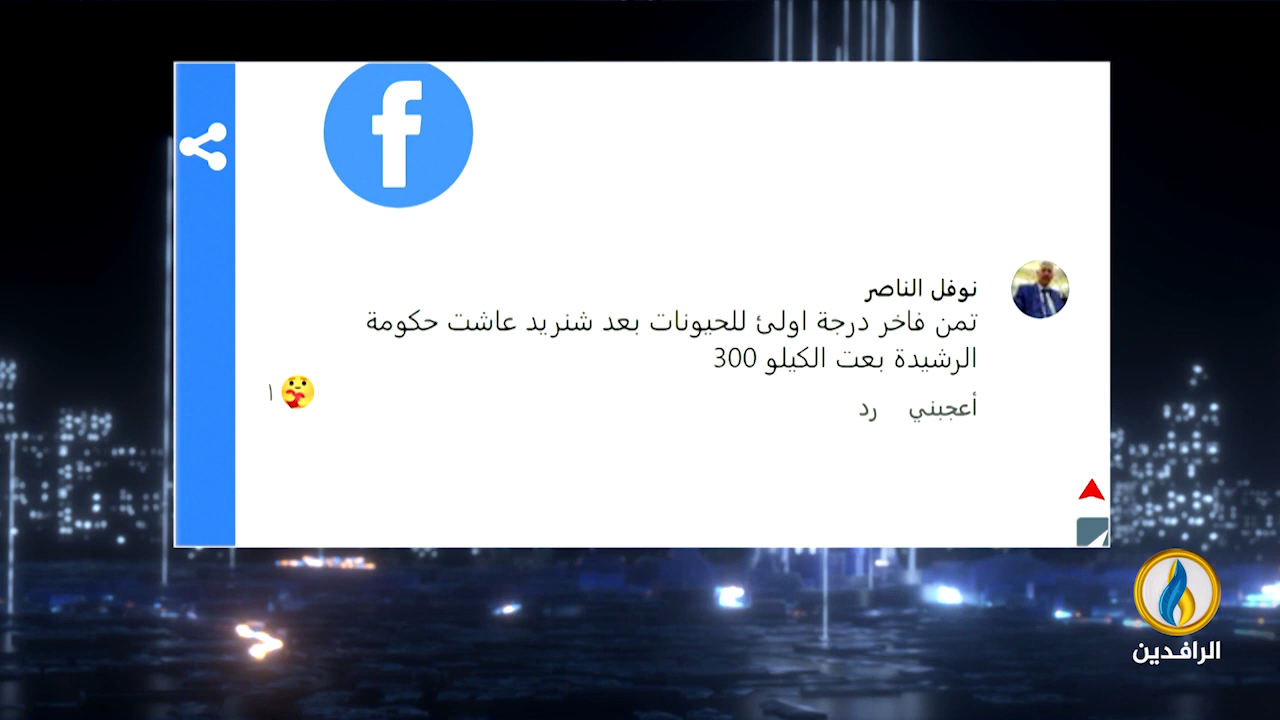 نوفل الناصر
تمن فاخر درجة اولئ للحيونات بعد شنريد عاشت حكومة
الرشيدة بعت الكيلو 300
أعجبني رد
١
الرافدين